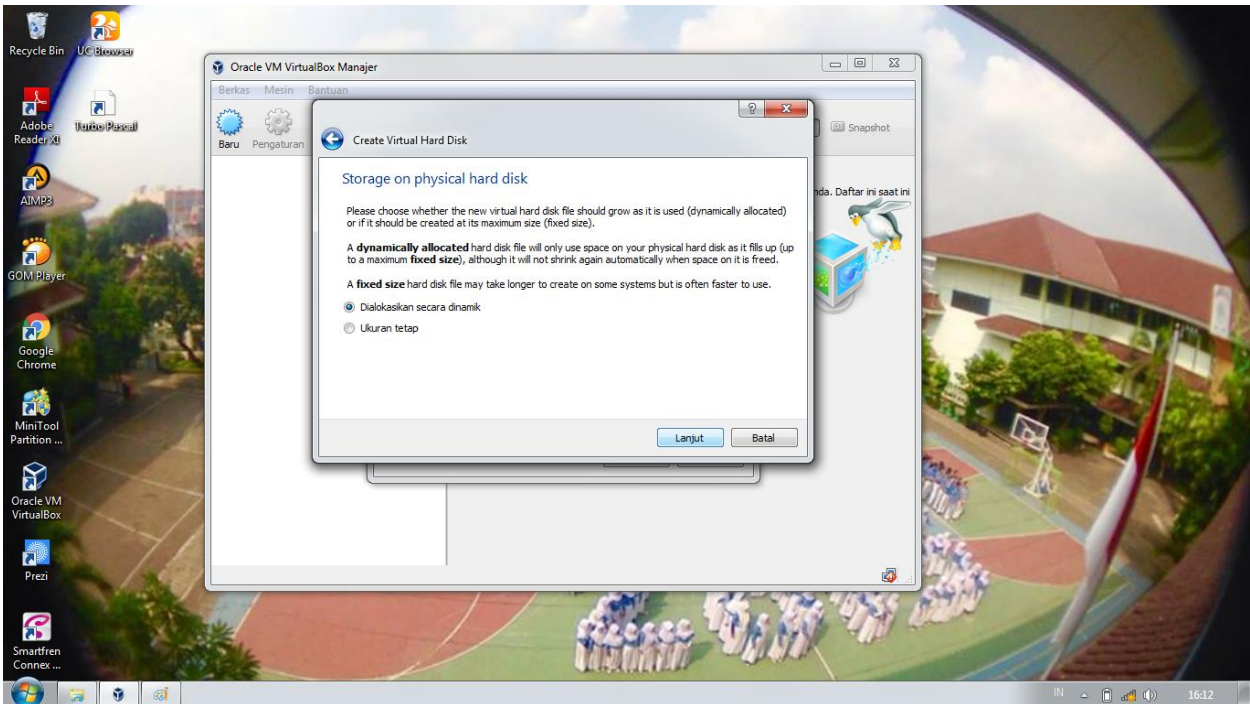 Recycle Bin
UC Browser
Adobe
Reader XI
Turbo Pascal
AIMP3
GOM Player
Google
Chrome
MiniTool
Partition ...
Oracle VM
VirtualBox
Prezi
Smartfren
Connex ...
Oracle VM VirtualBox Manajer
Berkas Mesin Bantuan
Baru Pengaturan
Snapshot
nda. Daftar ini saat ini
Create Virtual Hard Disk
Storage on physical hard disk
Please choose whether the new virtual hard disk file should grow as it is used (dynamically allocated)
or if it should be created at its maximum size (fixed size).
A dynamically allocated hard disk file will only use space on your physical hard disk as it fills up (up
to a maximum fixed size), although it will not shrink again automatically when space on it is freed.
A fixed size hard disk file may take longer to create on some systems but is often faster to use.
Dialokasikan secara dinamik
Ukuran tetap
Lanjut Batal
IN 16:12